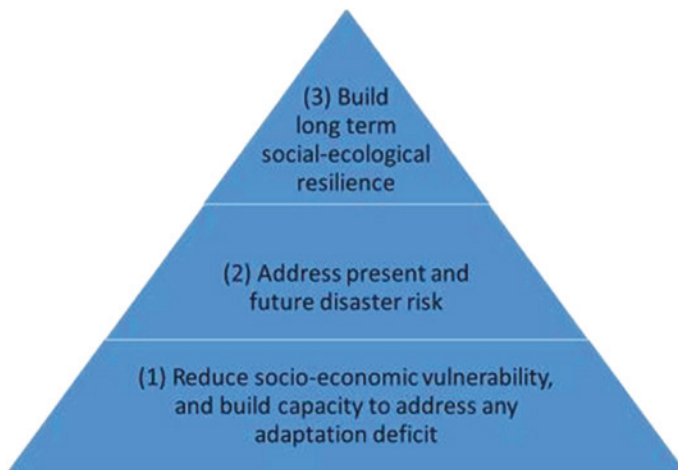 (3) Build
long term
social-ecological
resilience
(2) Address present and
future disaster risk
(1) Reduce socio-economic vulnerability,
and build capacity to address any
adaptation deficit